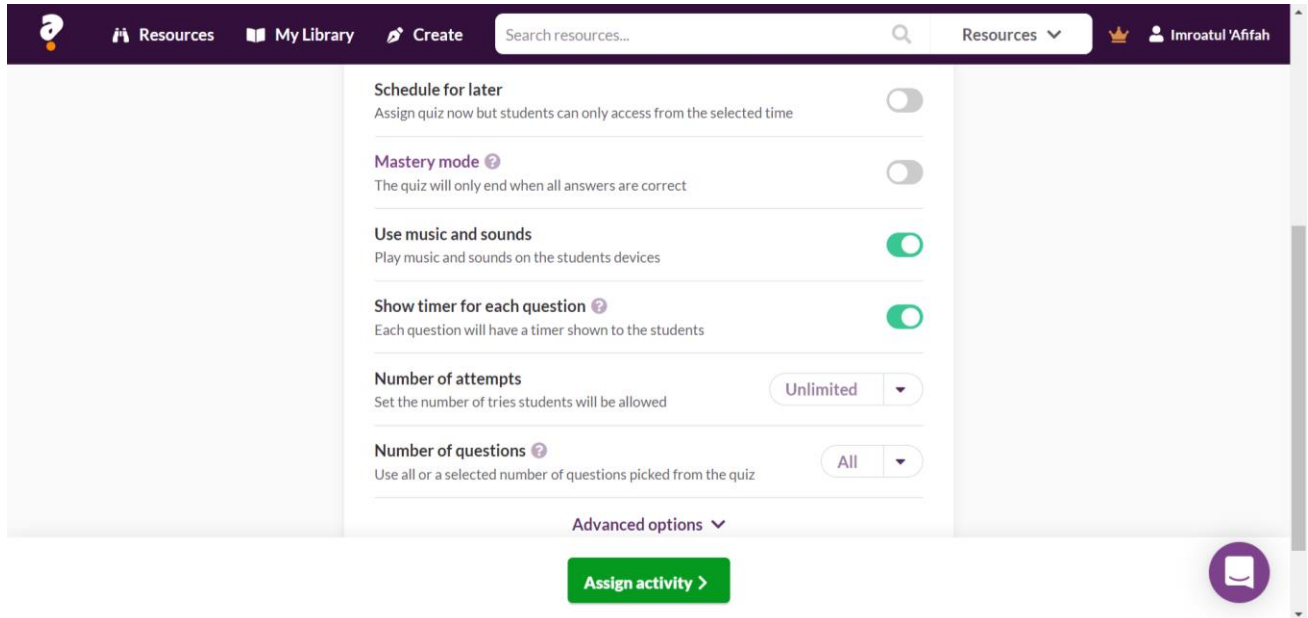 Resources
My Library
Create
Search resources...
Resources
Imroatul 'Afifah
Schedule for later
Assign quiz now but students can only access from the selected time
Mastery mode ?
The quiz will only end when all answers are correct
Use music and sounds
Play music and sounds on the students devices
Show timer for each question ?
Each question will have a timer shown to the students
Number of attempts
Set the number of tries students will be allowed
Unlimited
Number of questions ?
Use all or a selected number of questions picked from the quiz
All
Advanced options
Assign activity >